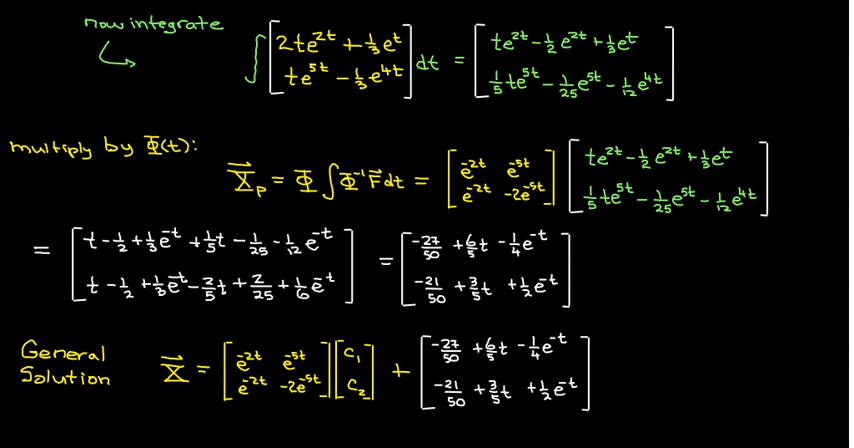 now integrate
∫ [2te^{2t} + 1/3 e^t ; te^{5t} - 1/3 e^{4t}] dt = [te^{2t} - 1/2 e^{2t} + 1/3 e^t ; 1/5 te^{5t} - 1/25 e^{5t} - 1/12 e^{4t}]
multiply by Φ(t):
X⃗_p = Φ ∫ Φ^{-1} F⃗ dt = [e^{-2t} e^{-5t} ; e^{-2t} -2e^{-5t}] [te^{2t} - 1/2 e^{2t} + 1/3 e^t ; 1/5 te^{5t} - 1/25 e^{5t} - 1/12 e^{4t}]
= [t - 1/2 + 1/3 e^{-t} + 1/5 t - 1/25 - 1/12 e^{-t} ; t - 1/2 + 1/3 e^{-t} - 2/5 t + 2/25 + 1/6 e^{-t}] = [-27/50 + 6/5 t - 1/4 e^{-t} ; -21/50 + 3/5 t + 1/2 e^{-t}]
General
Solution
X⃗ = [e^{-2t} e^{-5t} ; e^{-2t} -2e^{-5t}] [c_1 ; c_2] + [-27/50 + 6/5 t - 1/4 e^{-t} ; -21/50 + 3/5 t + 1/2 e^{-t}]